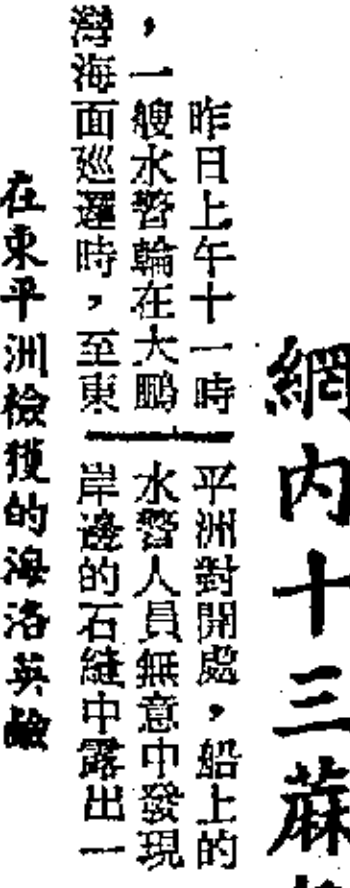 網內十三蔴
昨日上午十一時
，一艘水警輪在大鵬
灣海面巡邏時，至東
平洲對開處，船上的
水警人員無意中發現
岸邊的石縫中露出一
在東平洲檢獲的海洛英鹼